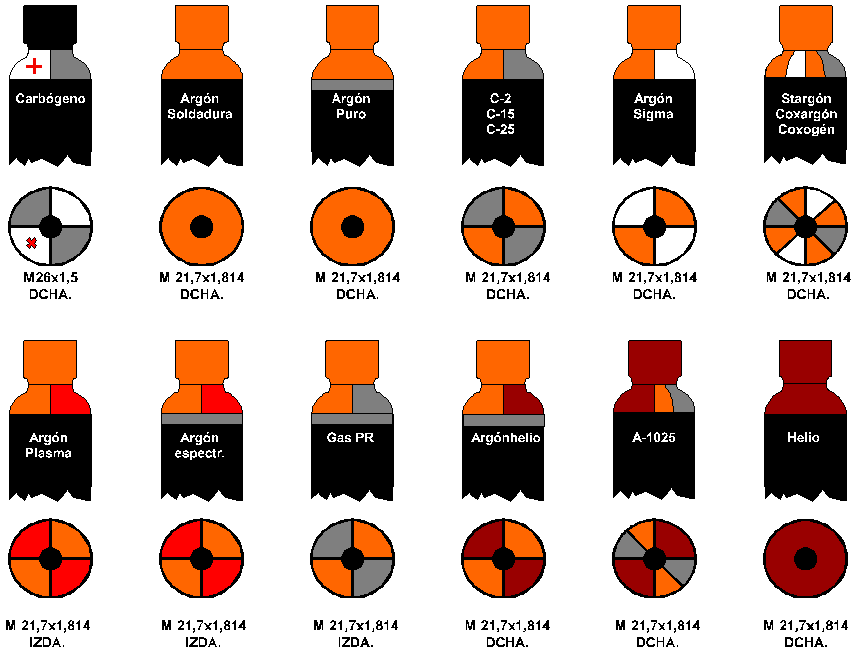 Carbógeno
Argón
Soldadura
Argón
Puro
C-2
C-15
C-25
Argón
Sigma
Stargón
Coxargón
Coxogén
M26x1,5
DCHA.
M 21,7x1,814
DCHA.
M 21,7x1,814
DCHA.
M 21,7x1,814
DCHA.
M 21,7x1,814
DCHA.
M 21,7x1,814
DCHA.
Argón
Plasma
Argón
espectr.
Gas PR
Argónhelio
A-1025
Helio
M 21,7x1,814
IZDA.
M 21,7x1,814
IZDA.
M 21,7x1,814
IZDA.
M 21,7x1,814
DCHA.
M 21,7x1,814
DCHA.
M 21,7x1,814
DCHA.